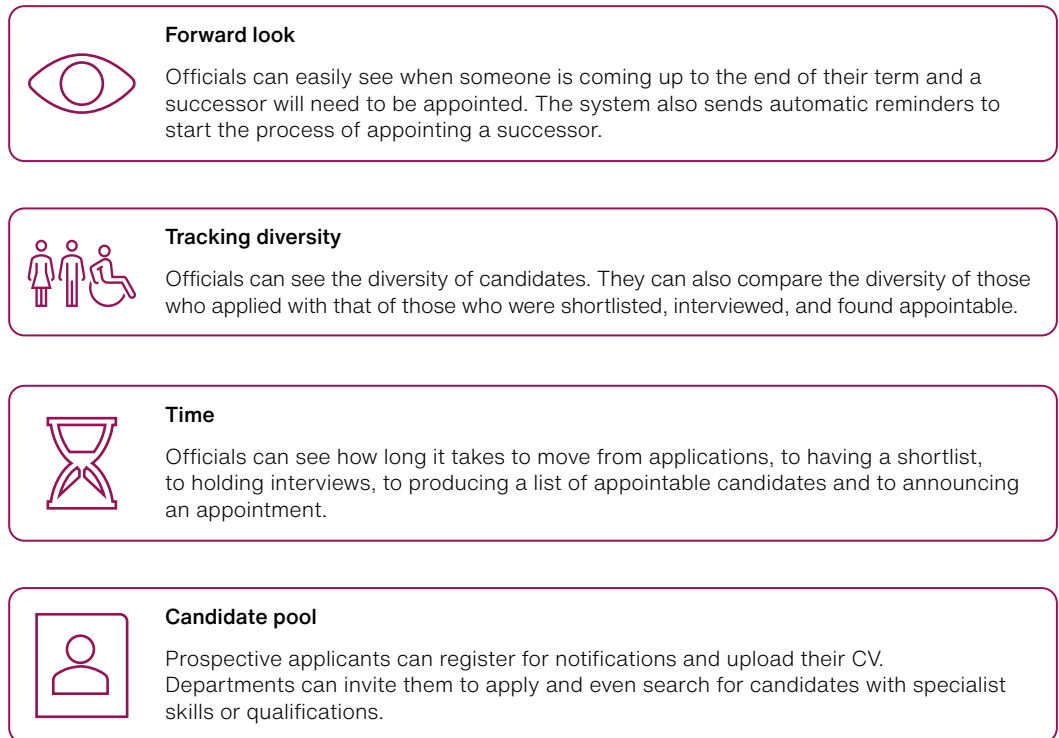 Forward look
Officials can easily see when someone is coming up to the end of their term and a
successor will need to be appointed. The system also sends automatic reminders to
start the process of appointing a successor.
Tracking diversity
Officials can see the diversity of candidates. They can also compare the diversity of those
who applied with that of those who were shortlisted, interviewed, and found appointable.
Time
Officials can see how long it takes to move from applications, to having a shortlist,
to holding interviews, to producing a list of appointable candidates and to announcing
an appointment.
Candidate pool
Prospective applicants can register for notifications and upload their CV.
Departments can invite them to apply and even search for candidates with specialist
skills or qualifications.